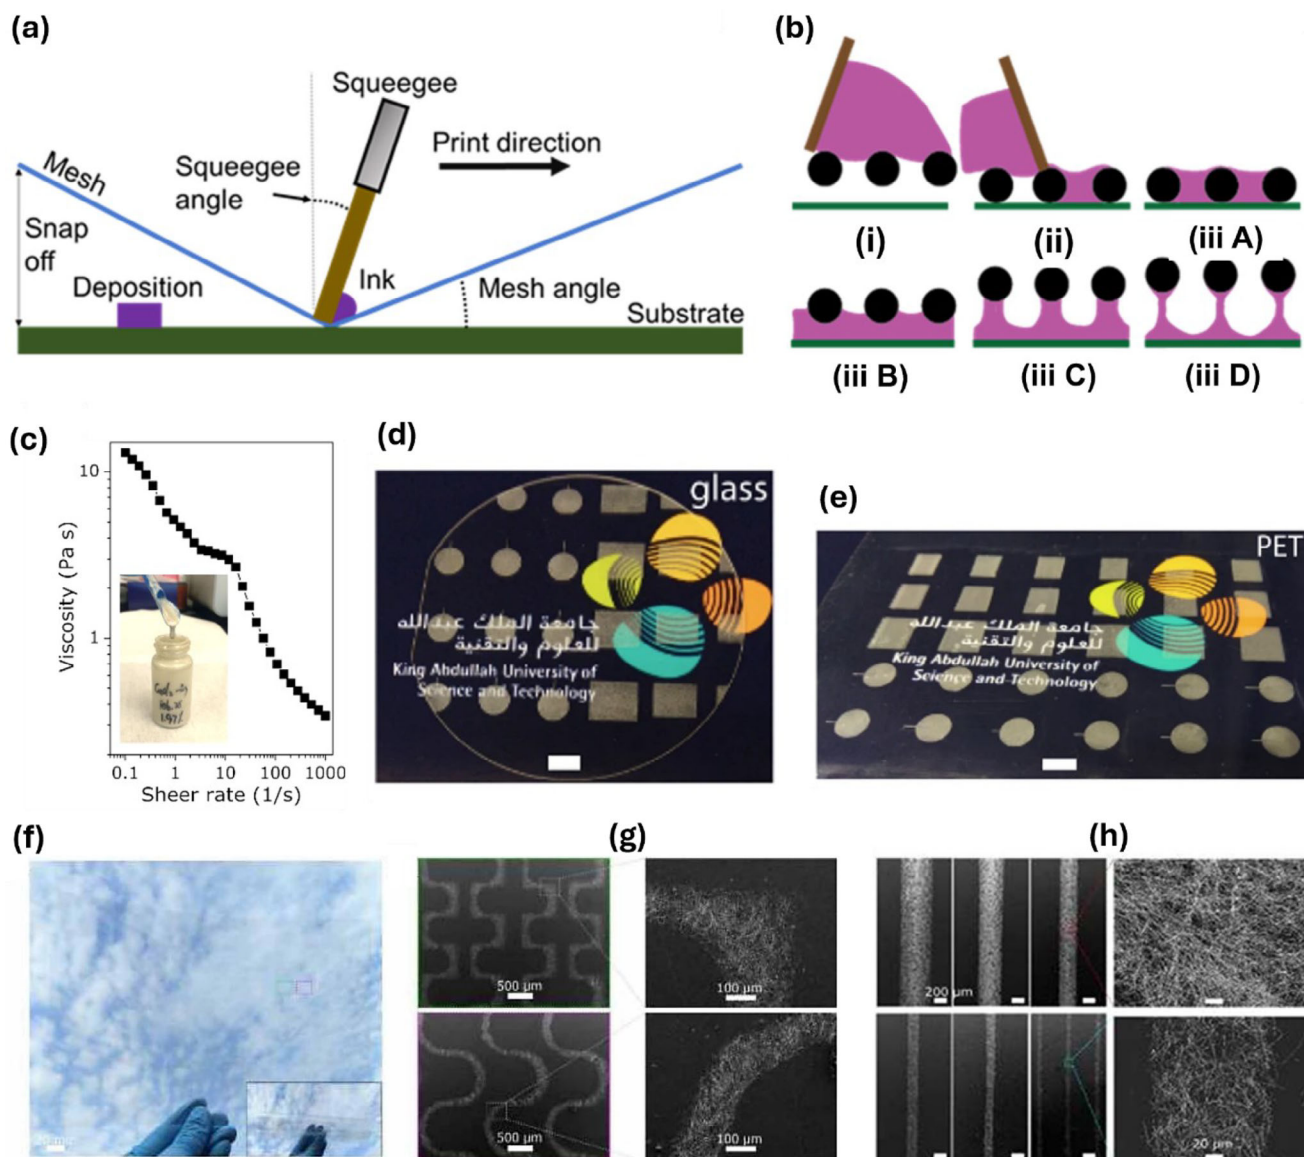 (a)
Squeegee
Print direction
Mesh
Squeegee
angle
Snap
off
Ink
Deposition
Mesh angle
Substrate
(b)
(i)
(ii)
(iii A)
(iii B)
(iii C)
(iii D)
(c)
Viscosity (Pa s)
10
1
0.1
1
10
100
1000
Sheer rate (1/s)
(d)
glass
جامعة الملك عبدالله
للعلوم والتقنية
King Abdullah University of
Science and Technology
(e)
PET
جامعة الملك عبدالله
للعلوم والتقنية
King Abdullah University of
Science and Technology
(f)
(g)
500 µm
100 µm
500 µm
100 µm
(h)
200 µm
20 µm